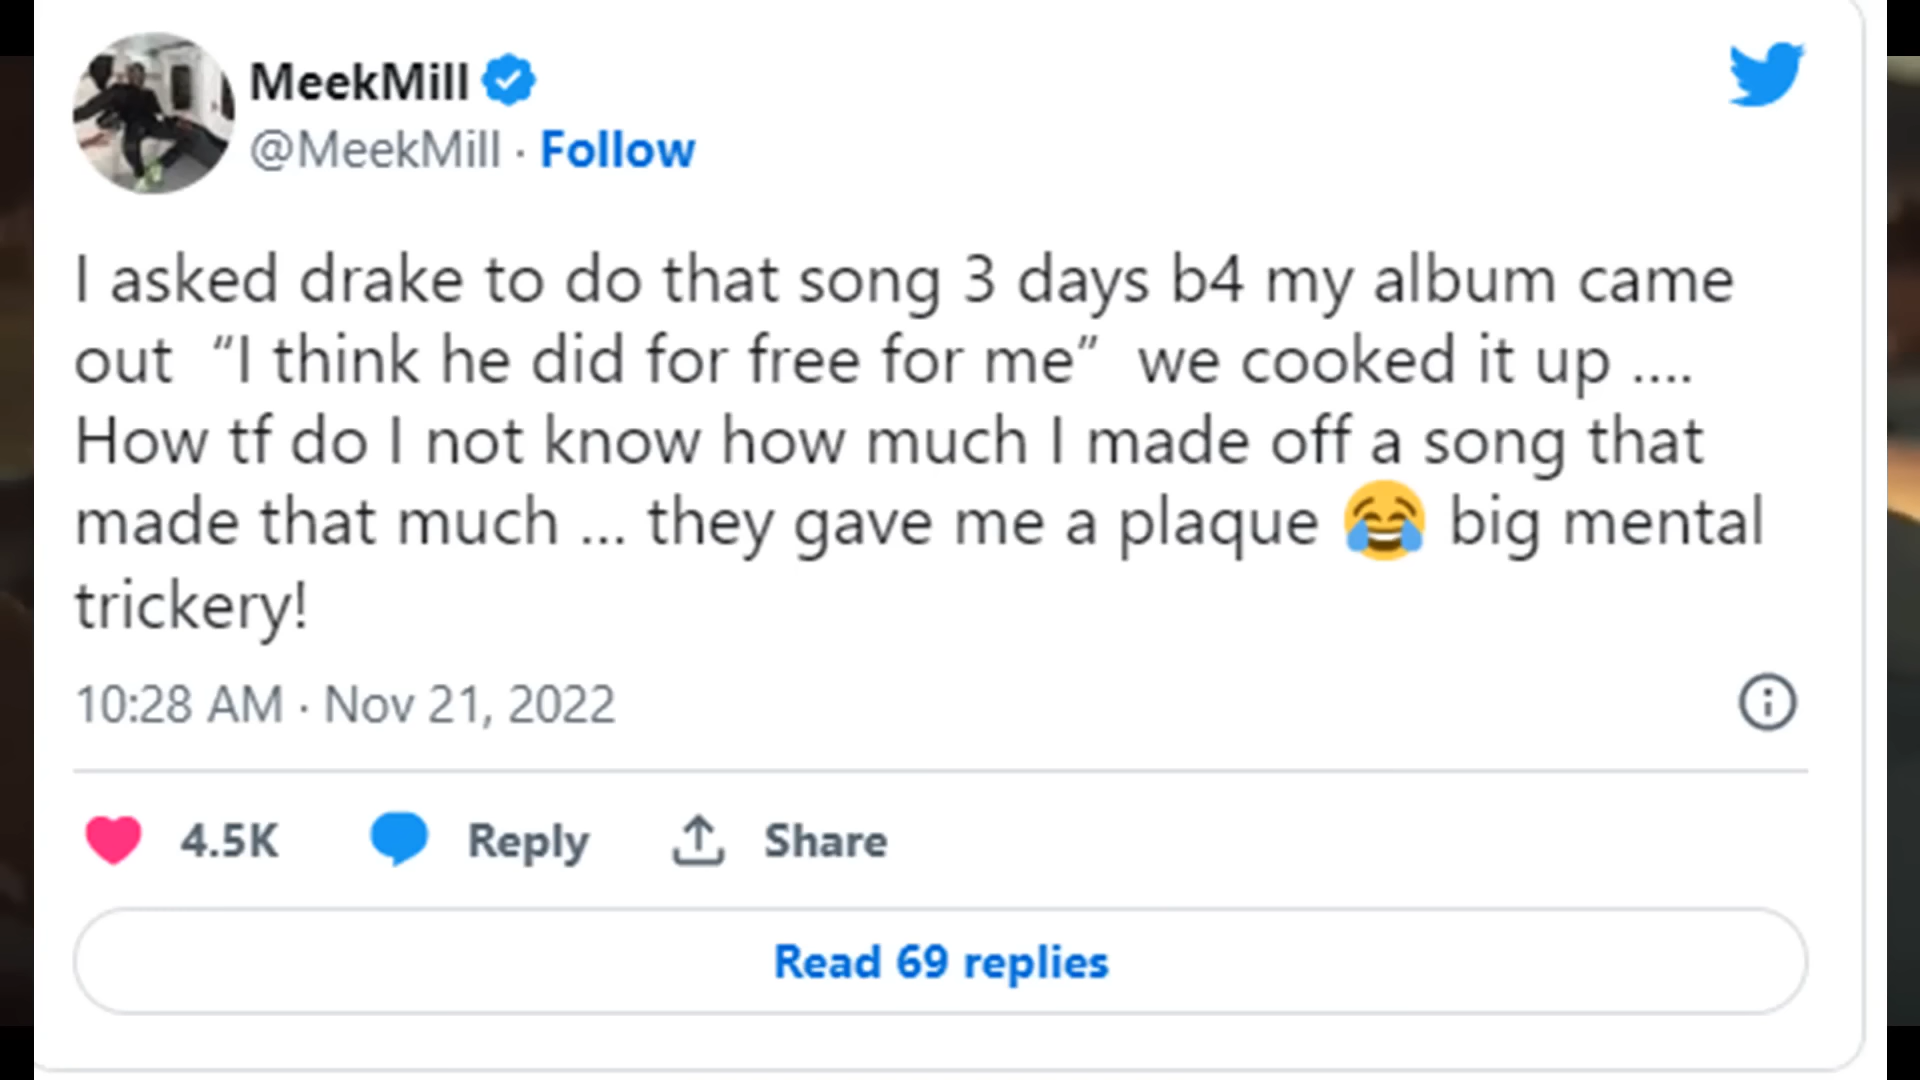 MeekMill
@MeekMill · Follow
I asked drake to do that song 3 days b4 my album came
out “I think he did for free for me” we cooked it up ....
How tf do I not know how much I made off a song that
made that much ... they gave me a plaque 😂 big mental
trickery!
10:28 AM · Nov 21, 2022
4.5K Reply Share
Read 69 replies